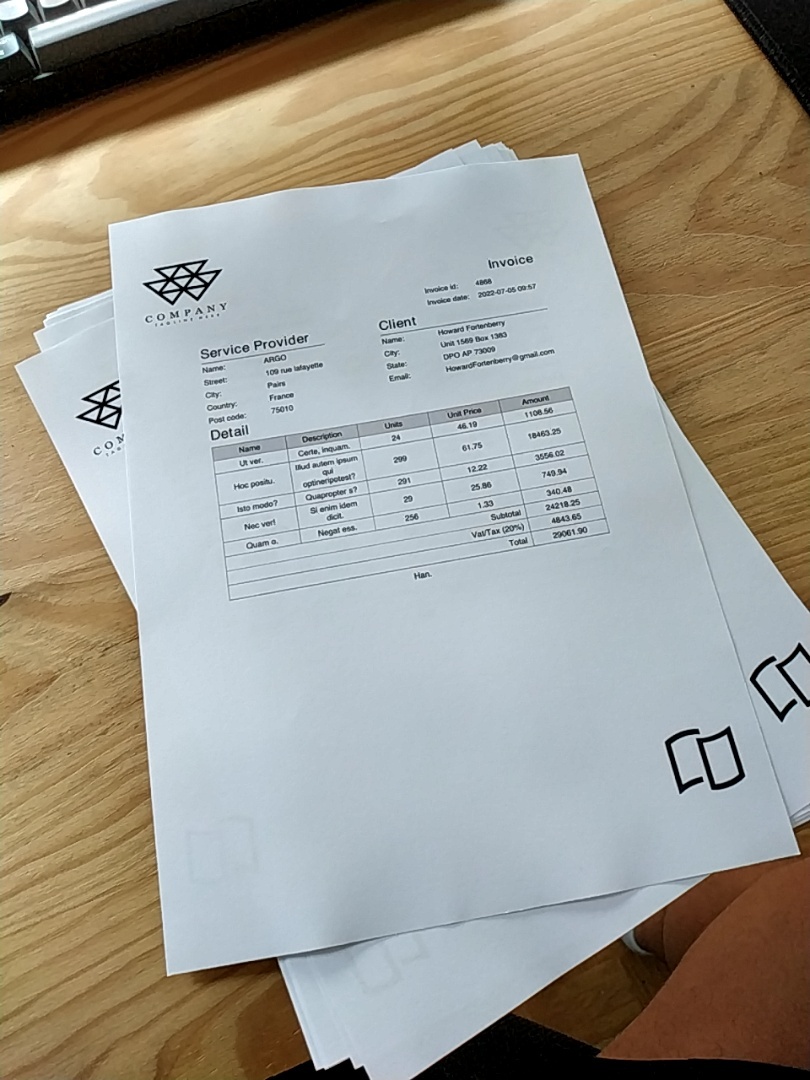 COMPANY
TAGLINE HERE
Invoice
Invoice id: 4868
Invoice date: 2022-07-05 09:57
Service Provider
Name: ARGO
Street: 109 rue lafayette
City: Pairs
Country: France
Post code: 75010
Client
Name: Howard Fortenberry
City: Unit 1569 Box 1383
State: DPO AP 73009
Email: HowardFortenberry@gmail.com
Detail
Name Description Units Unit Price Amount
Ut ver. Certe, inquam. 24 46.19 1108.56
Hoc positu. Illud autem ipsum qui optineripotest? 299 61.75 18463.25
Isto modo? Quapropter s? 291 12.22 3556.02
Nec ver! Si enim idem dicit. 29 25.86 749.94
Quam o. Negat ess. 256 1.33 340.48
Subtotal 24218.25
Vat/Tax (20%) 4843.65
Total 29061.90
Han.
COM